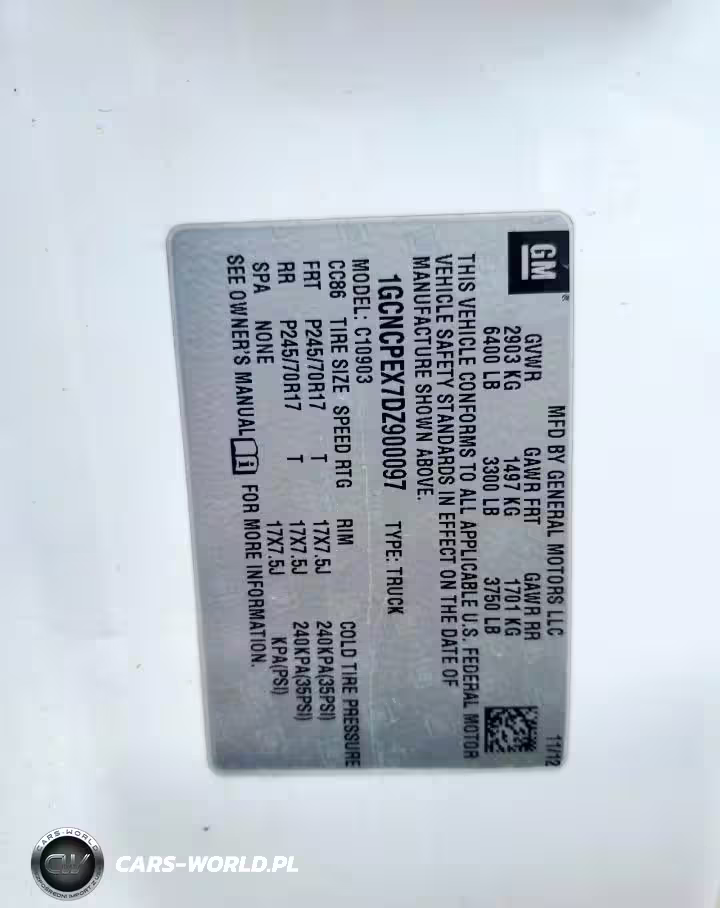 GM
MFD BY GENERAL MOTORS LLC 11/12
GVWR GAWR FRT GAWR RR
2903 KG 1497 KG 1701 KG
6400 LB 3300 LB 3750 LB
THIS VEHICLE CONFORMS TO ALL APPLICABLE U.S. FEDERAL MOTOR
VEHICLE SAFETY STANDARDS IN EFFECT ON THE DATE OF
MANUFACTURE SHOWN ABOVE.
1GCNCPEX7DZ900097 TYPE: TRUCK
MODEL: C10903
CC86 TIRE SIZE SPEED RTG RIM COLD TIRE PRESSURE
FRT P245/70R17 T 17X7.5J 240KPA(35PSI)
RR P245/70R17 T 17X7.5J 240KPA(35PSI)
SPA NONE 17X7.5J KPA(PSI)
SEE OWNER'S MANUAL FOR MORE INFORMATION.
CARS-WORLD
CW
CARS-WORLD.PL